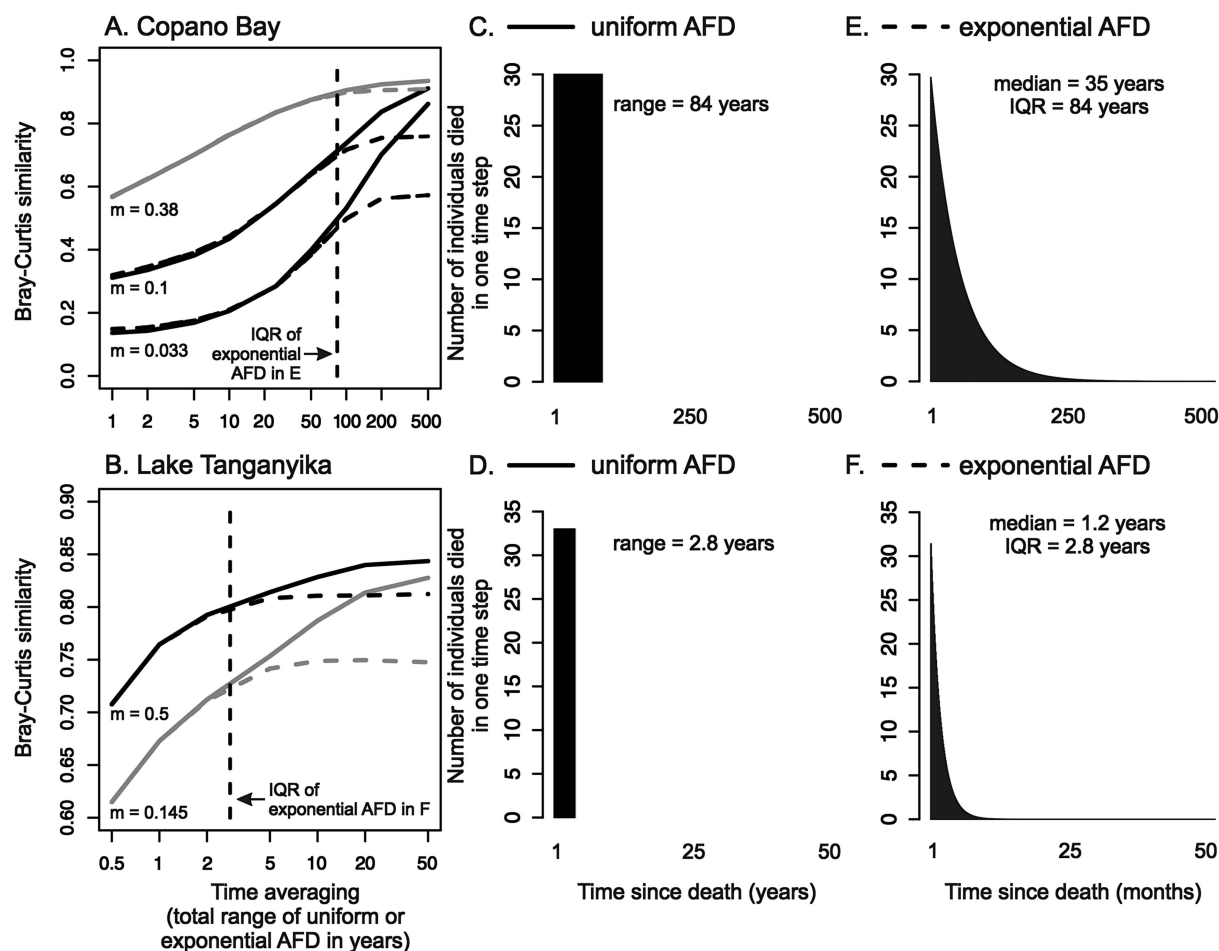 A. Copano Bay
Bray-Curtis similarity
1.0
0.8
0.6
0.4
0.2
0.0
m = 0.38
m = 0.1
m = 0.033
IQR of
exponential
AFD in E
1 2 5 10 20 50 100 200 500
C. uniform AFD
Number of individuals died
in one time step
30
25
20
15
10
5
0
range = 84 years
1 250 500
E. exponential AFD
30
25
20
15
10
5
0
median = 35 years
IQR = 84 years
1 250 500
B. Lake Tanganyika
Bray-Curtis similarity
0.90
0.85
0.80
0.75
0.70
0.65
0.60
m = 0.5
m = 0.145
IQR of
exponential AFD in F
0.5 1 2 5 10 20 50
Time averaging
(total range of uniform or
exponential AFD in years)
D. uniform AFD
Number of individuals died
in one time step
35
30
25
20
15
10
5
0
range = 2.8 years
1 25 50
Time since death (years)
F. exponential AFD
35
30
25
20
15
10
5
0
median = 1.2 years
IQR = 2.8 years
1 25 50
Time since death (months)